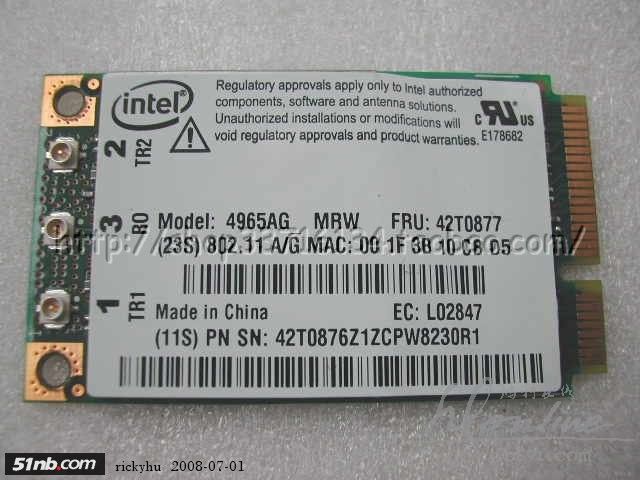 intel
Regulatory approvals apply only to Intel authorized
components, software and antenna solutions.
Unauthorized installations or modifications will
void regulatory approvals and product warranties.
C US
E178682
2 TR2
3 R0
1 TR1
Model: 4965AG MRW FRU: 42T0877
(23S) 802.11 A/G MAC: 00 1F 3B 10 C8 05
Made in China EC: L02847
(11S) PN SN: 42T0876Z1ZCPW8230R1
51nb.com rickyhu 2008-07-01